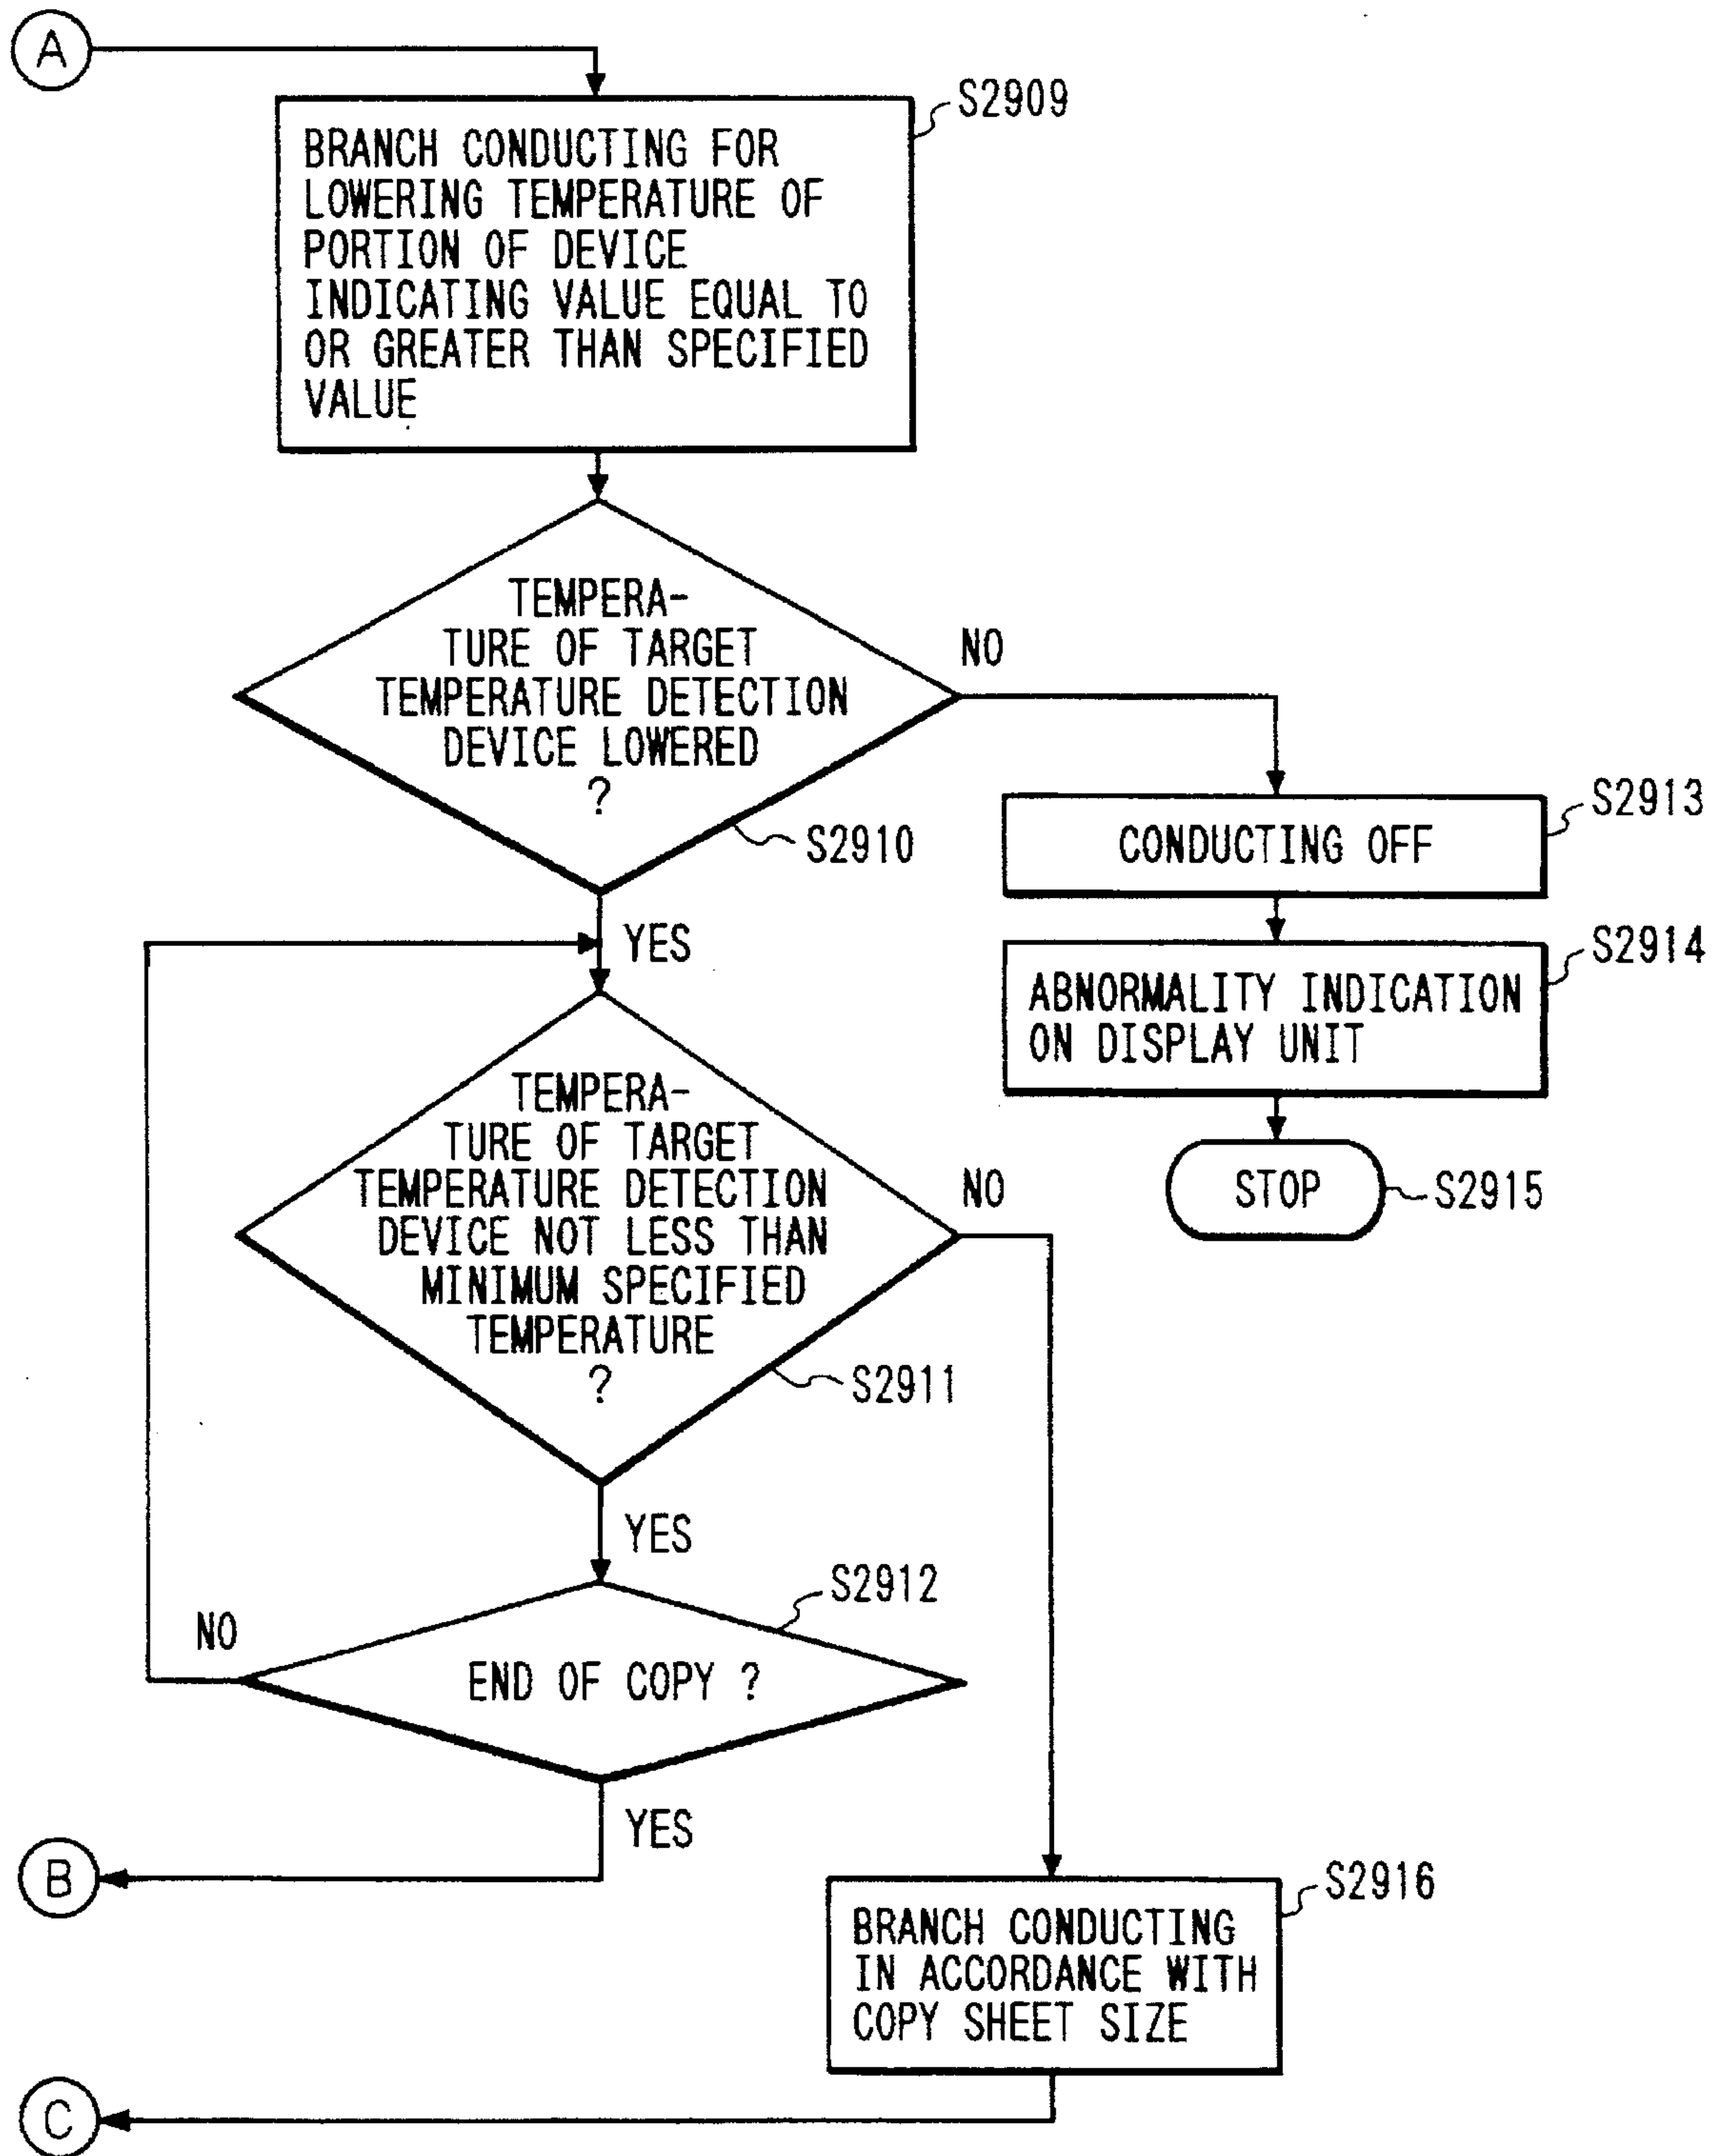 A
S2909
BRANCH CONDUCTING FOR
LOWERING TEMPERATURE OF
PORTION OF DEVICE
INDICATING VALUE EQUAL TO
OR GREATER THAN SPECIFIED
VALUE
TEMPERA-
TURE OF TARGET
TEMPERATURE DETECTION
DEVICE LOWERED
?
NO
S2910
YES
S2913
CONDUCTING OFF
S2914
ABNORMALITY INDICATION
ON DISPLAY UNIT
STOP
S2915
TEMPERA-
TURE OF TARGET
TEMPERATURE DETECTION
DEVICE NOT LESS THAN
MINIMUM SPECIFIED
TEMPERATURE
?
NO
S2911
YES
S2912
NO
END OF COPY ?
YES
B
S2916
BRANCH CONDUCTING
IN ACCORDANCE WITH
COPY SHEET SIZE
C